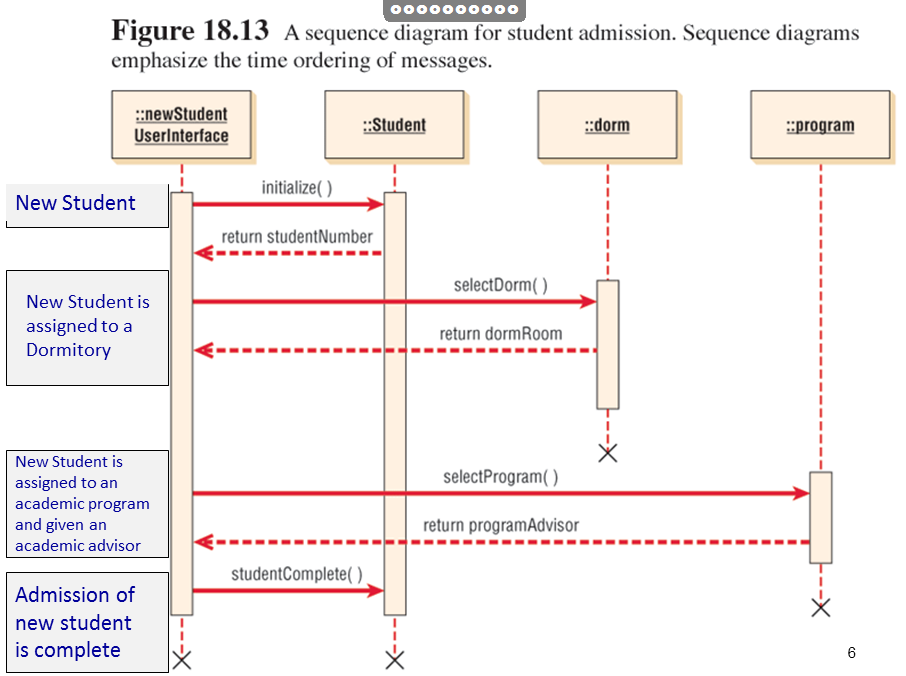 Figure 18.13 A sequence diagram for student admission. Sequence diagrams
emphasize the time ordering of messages.
::newStudent
UserInterface
::Student
::dorm
::program
New Student
initialize( )
return studentNumber
New Student is
assigned to a
Dormitory
selectDorm( )
return dormRoom
New Student is
assigned to an
academic program
and given an
academic advisor
selectProgram( )
return programAdvisor
Admission of
new student
is complete
studentComplete( )
6